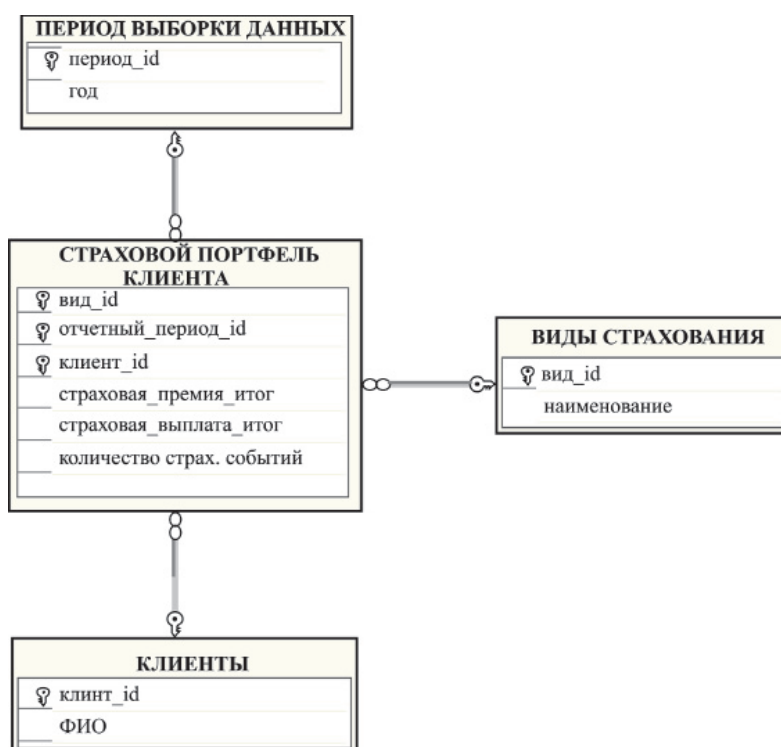 ПЕРИОД ВЫБОРКИ ДАННЫХ
период_id
год
СТРАХОВОЙ ПОРТФЕЛЬ
КЛИЕНТА
вид_id
отчетный_период_id
клиент_id
страховая_премия_итог
страховая_выплата_итог
количество страх. событий
ВИДЫ СТРАХОВАНИЯ
вид_id
наименование
КЛИЕНТЫ
клинт_id
ФИО